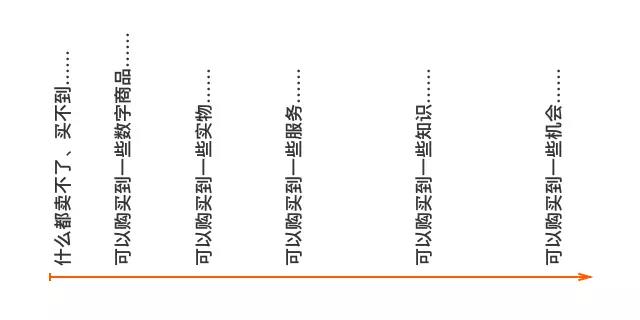 什么都卖不了、买不到……
可以购买到一些数字商品……
可以购买到一些实物……
可以购买到一些服务……
可以购买到一些知识……
可以购买到一些机会……